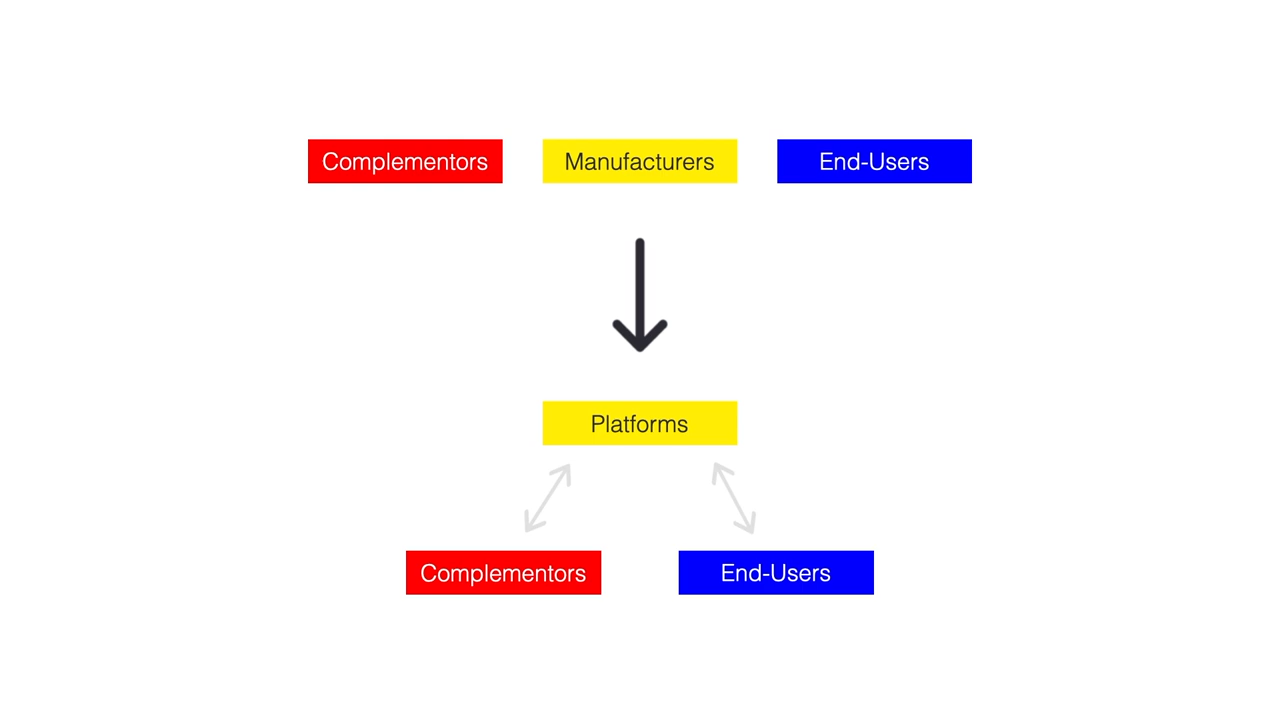 Complementors
Manufacturers
End-Users
Platforms
Complementors
End-Users